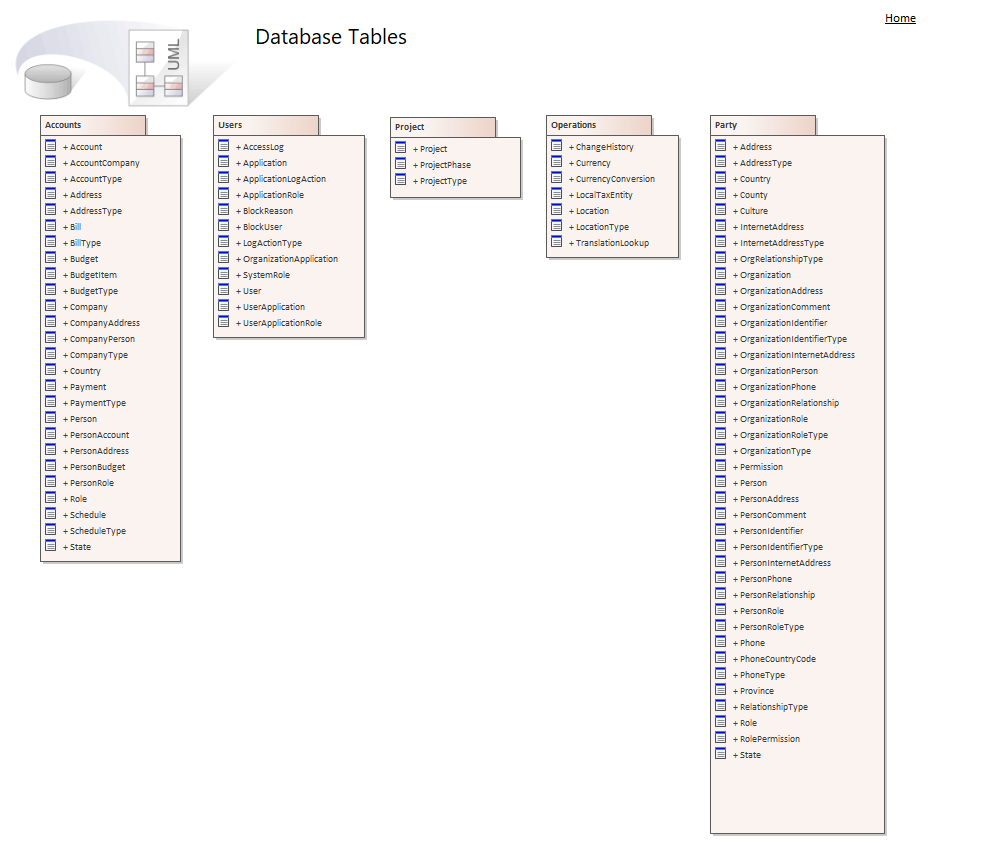 Home
Database Tables
UML
Accounts
+ Account
+ AccountCompany
+ AccountType
+ Address
+ AddressType
+ Bill
+ BillType
+ Budget
+ BudgetItem
+ BudgetType
+ Company
+ CompanyAddress
+ CompanyPerson
+ CompanyType
+ Country
+ Payment
+ PaymentType
+ Person
+ PersonAccount
+ PersonAddress
+ PersonBudget
+ PersonRole
+ Role
+ Schedule
+ ScheduleType
+ State
Users
+ AccessLog
+ Application
+ ApplicationLogAction
+ ApplicationRole
+ BlockReason
+ BlockUser
+ LogActionType
+ OrganizationApplication
+ SystemRole
+ User
+ UserApplication
+ UserApplicationRole
Project
+ Project
+ ProjectPhase
+ ProjectType
Operations
+ ChangeHistory
+ Currency
+ CurrencyConversion
+ LocalTaxEntity
+ Location
+ LocationType
+ TranslationLookup
Party
+ Address
+ AddressType
+ Country
+ County
+ Culture
+ InternetAddress
+ InternetAddressType
+ OrgRelationshipType
+ Organization
+ OrganizationAddress
+ OrganizationComment
+ OrganizationIdentifier
+ OrganizationIdentifierType
+ OrganizationInternetAddress
+ OrganizationPerson
+ OrganizationPhone
+ OrganizationRelationship
+ OrganizationRole
+ OrganizationRoleType
+ OrganizationType
+ Permission
+ Person
+ PersonAddress
+ PersonComment
+ PersonIdentifier
+ PersonIdentifierType
+ PersonInternetAddress
+ PersonPhone
+ PersonRelationship
+ PersonRole
+ PersonRoleType
+ Phone
+ PhoneCountryCode
+ PhoneType
+ Province
+ RelationshipType
+ Role
+ RolePermission
+ State